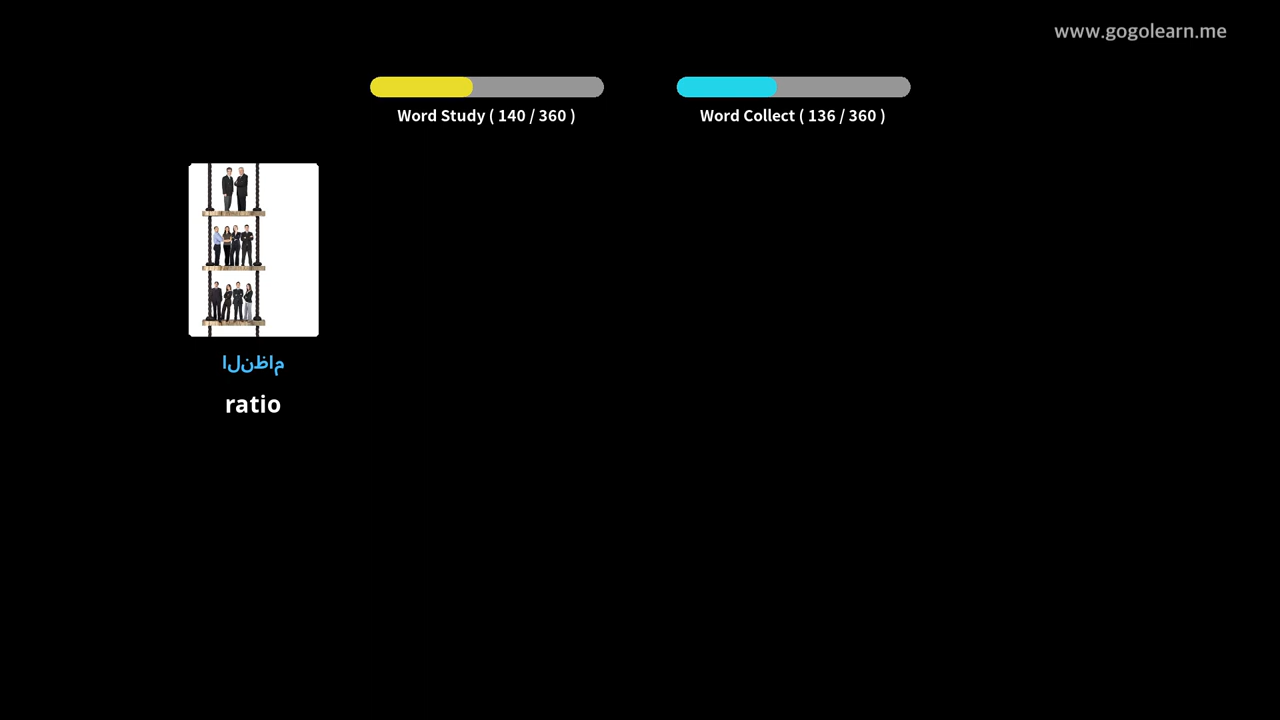 www.gogolearn.me
Word Study ( 140 / 360 )
Word Collect ( 136 / 360 )
النظام
ratio